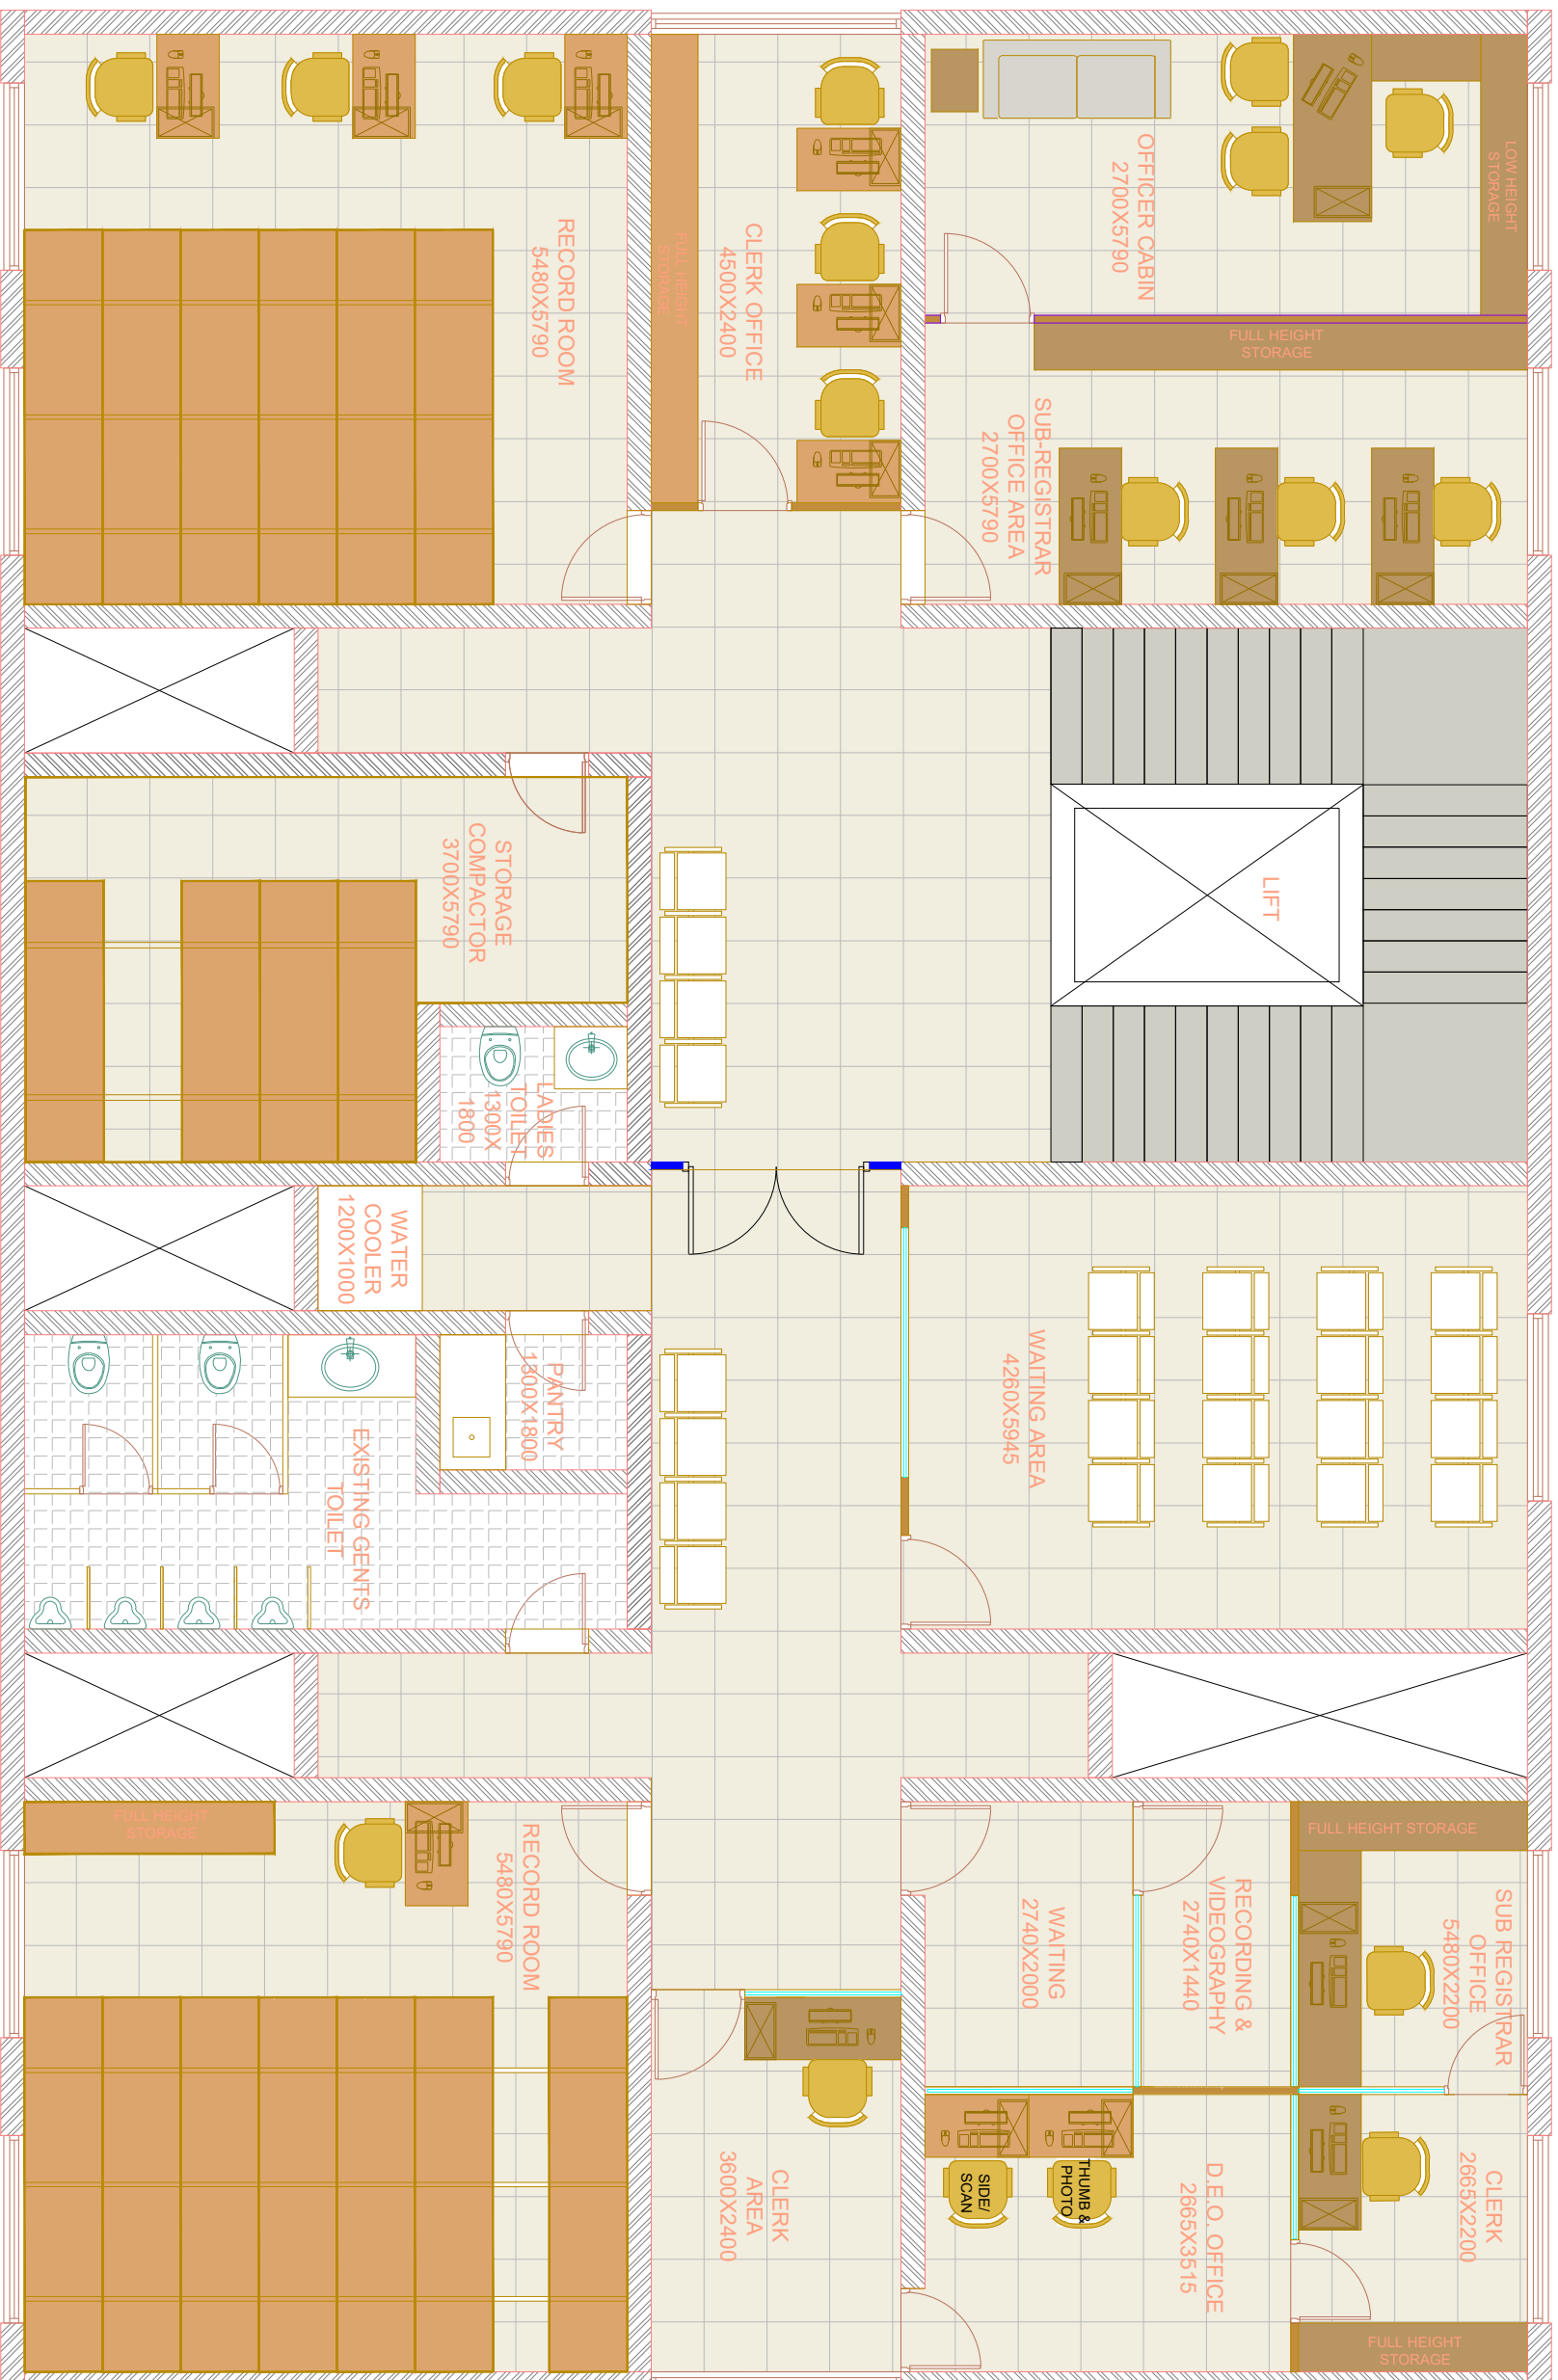 RECORD ROOM
5480X5790
FULL HEIGHT
STORAGE
CLERK OFFICE
4500X2400
OFFICER CABIN
2700X5790
LOW HEIGHT
STORAGE
FULL HEIGHT
STORAGE
SUB-REGISTRAR
OFFICE AREA
2700X5790
STORAGE
COMPACTOR
3700X5790
LIFT
LADIES
TOILET
1300X
1800
WATER
COOLER
1200X1000
PANTRY
1300X1800
EXISTING GENTS
TOILET
WAITING AREA
4260X5945
FULL HEIGHT
STORAGE
RECORD ROOM
5480X5790
WAITING
2740X2000
RECORDING &
VIDEOGRAPHY
2740X1440
FULL HEIGHT STORAGE
SUB REGISTRAR
OFFICE
5480X2200
CLERK
AREA
3600X2400
SIDE/
SCAN
THUMB &
PHOTO
D.E.O. OFFICE
2665X3515
CLERK
2665X2200
FULL HEIGHT
STORAGE